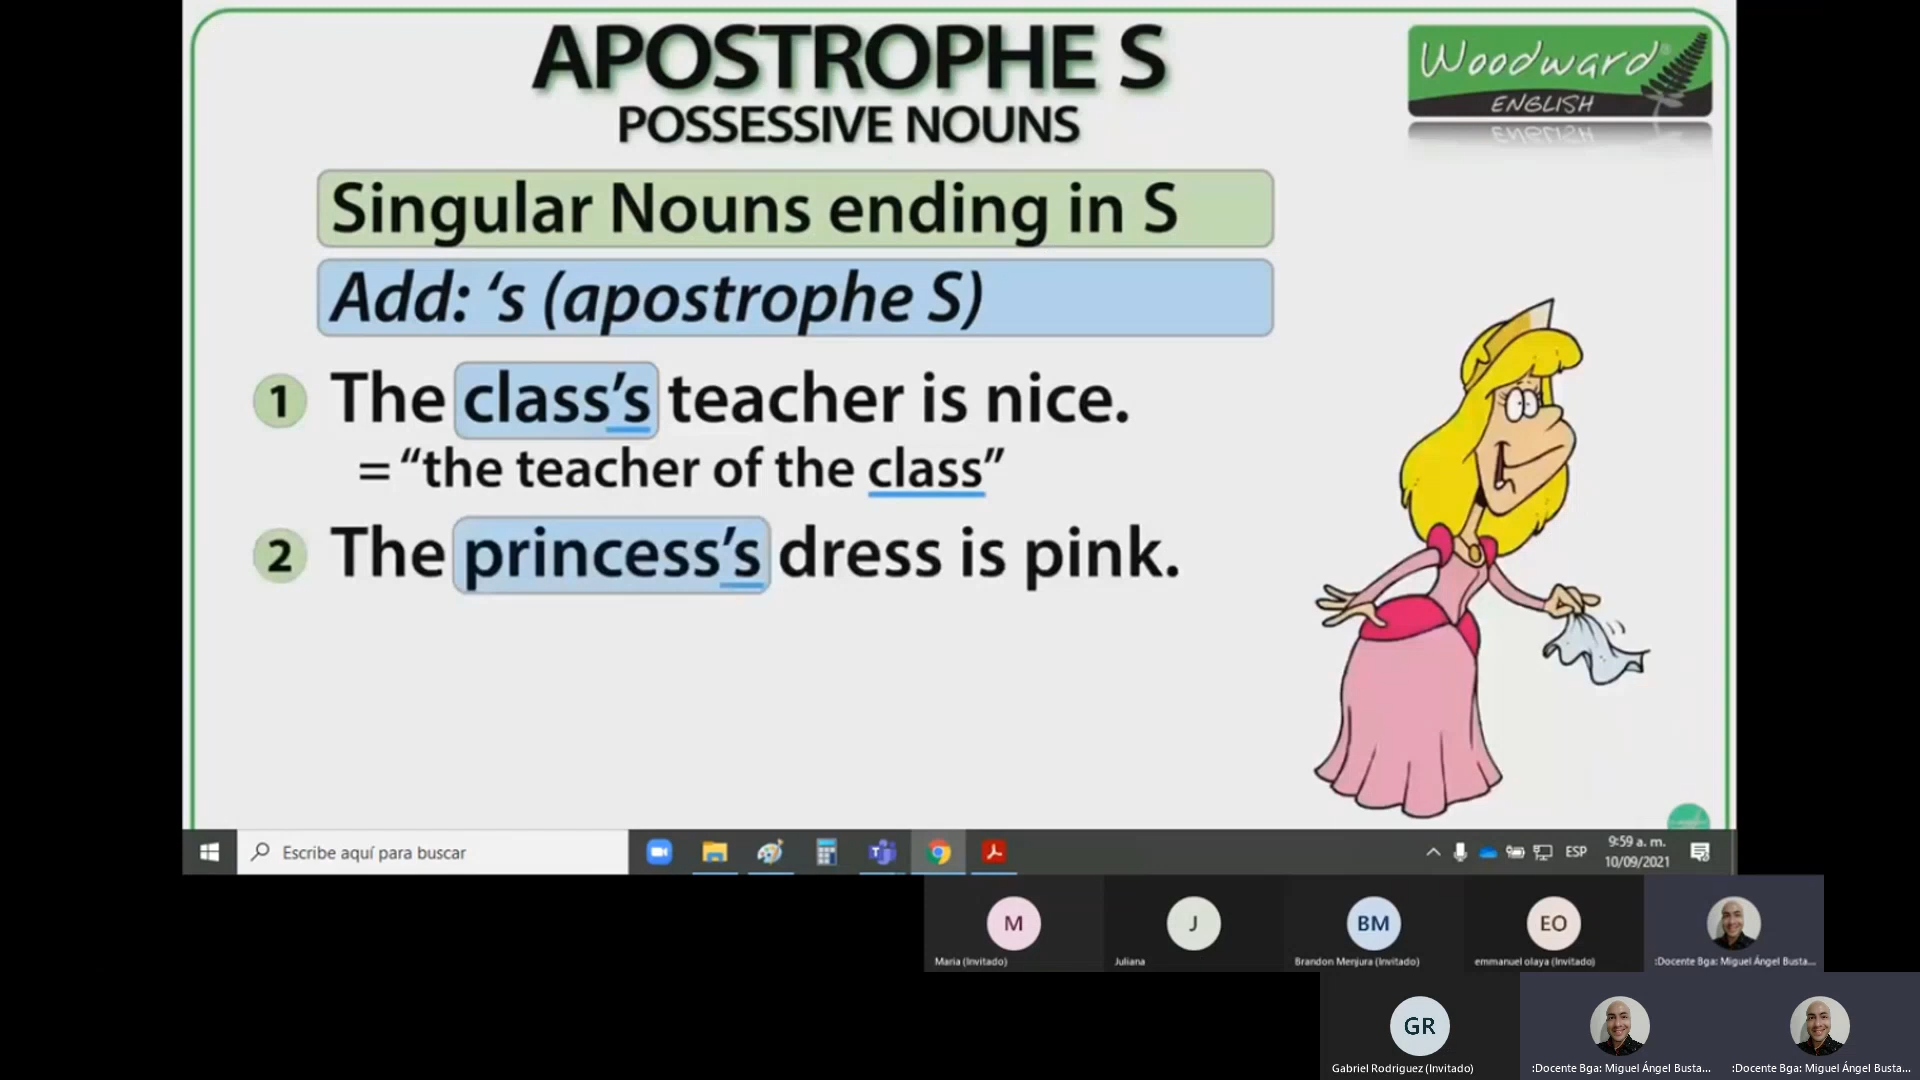 APOSTROPHE S
POSSESSIVE NOUNS
Woodward®
ENGLISH
Singular Nouns ending in S
Add: ‘s (apostrophe S)
1 The class’s teacher is nice.
= “the teacher of the class”
2 The princess’s dress is pink.
Escribe aquí para buscar
ESP
9:59 a. m.
10/09/2021
M
J
BM
EO
Maria (Invitado)
Juliana
Brandon Menjura (Invitado)
emmanuel olaya (Invitado)
:Docente Bga: Miguel Ángel Busta...
GR
Gabriel Rodriguez (Invitado)
:Docente Bga: Miguel Ángel Busta...
:Docente Bga: Miguel Ángel Busta...